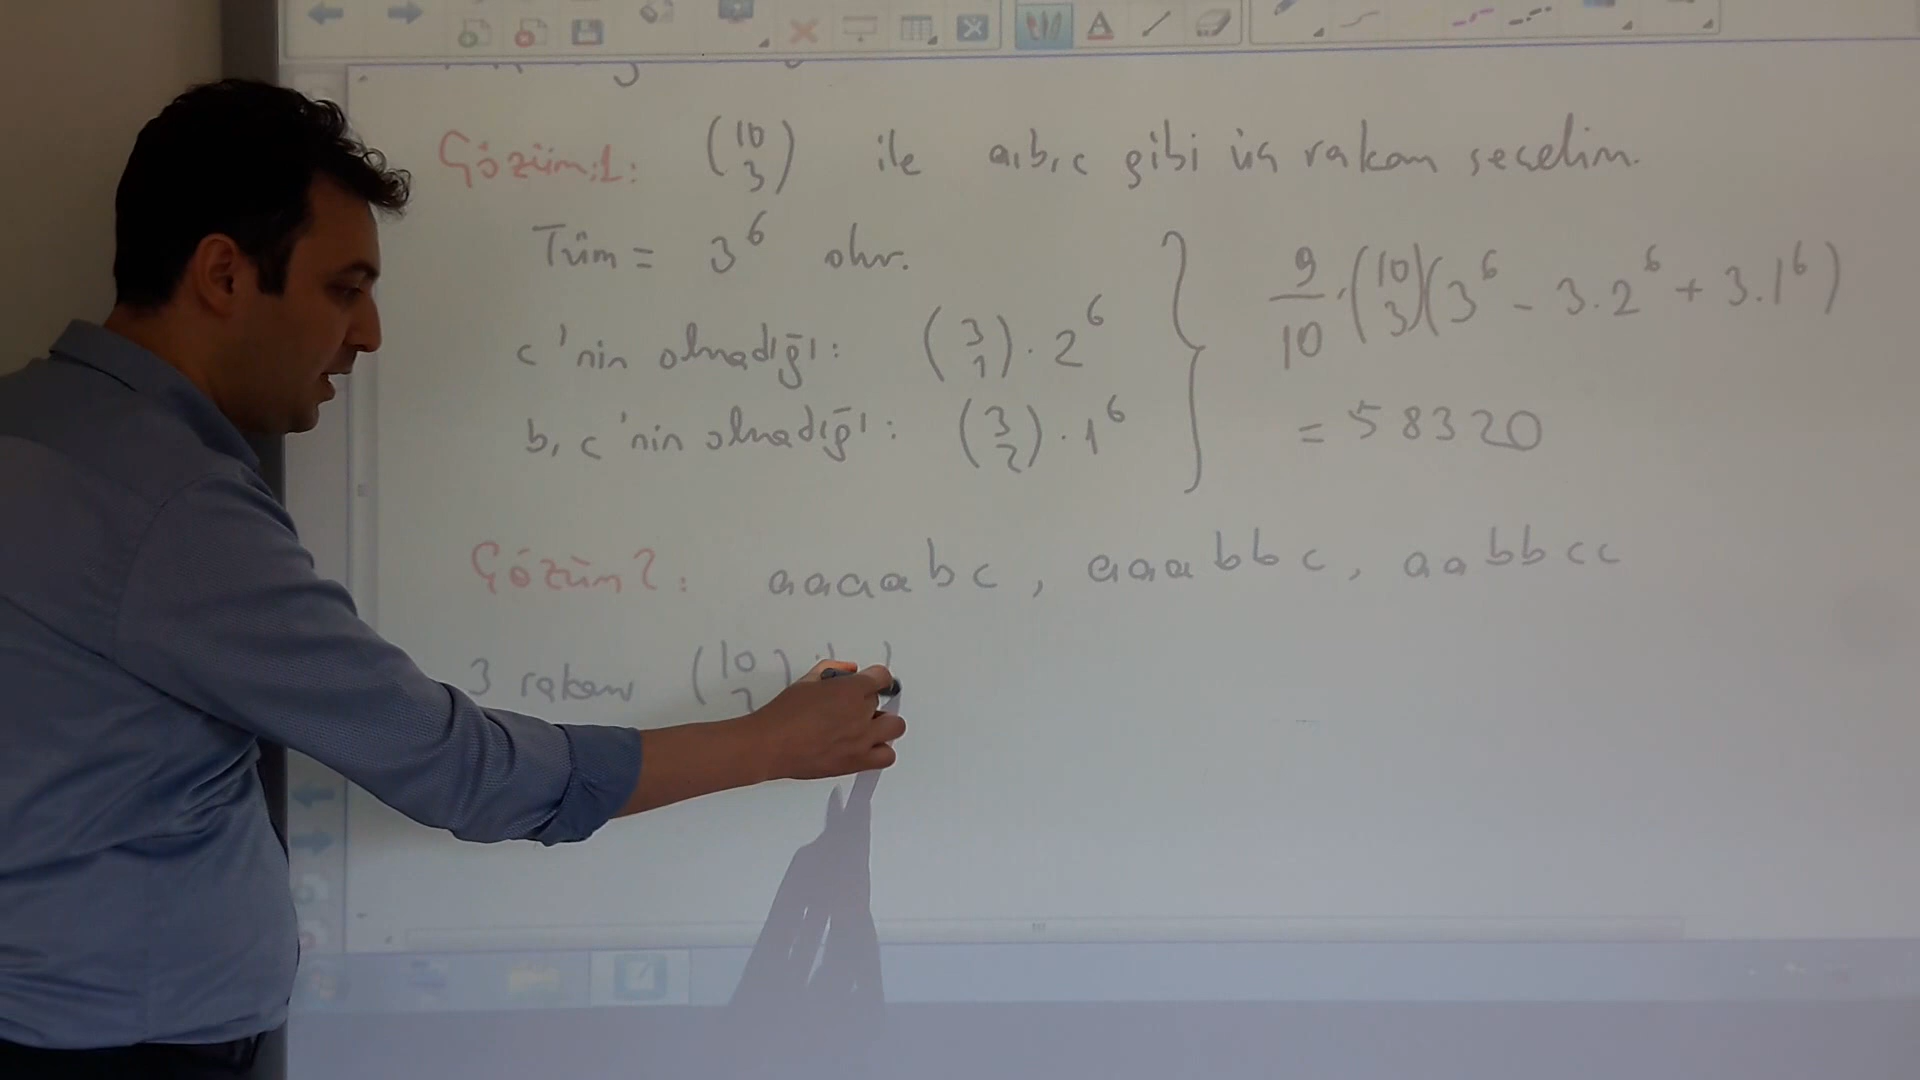 Çözüm:1: (10 3) ile a,b,c gibi üç rakam seçelim.
Tüm = 3^6 olur.
c'nin olmadığı: (3 1) . 2^6
b, c'nin olmadığı: (3 2) . 1^6
9/10 . (10 3)(3^6 - 3.2^6 + 3.1^6)
= 58320
Çözüm 2: aaaabc, aaabbc, aabbcc
3 rakam (10